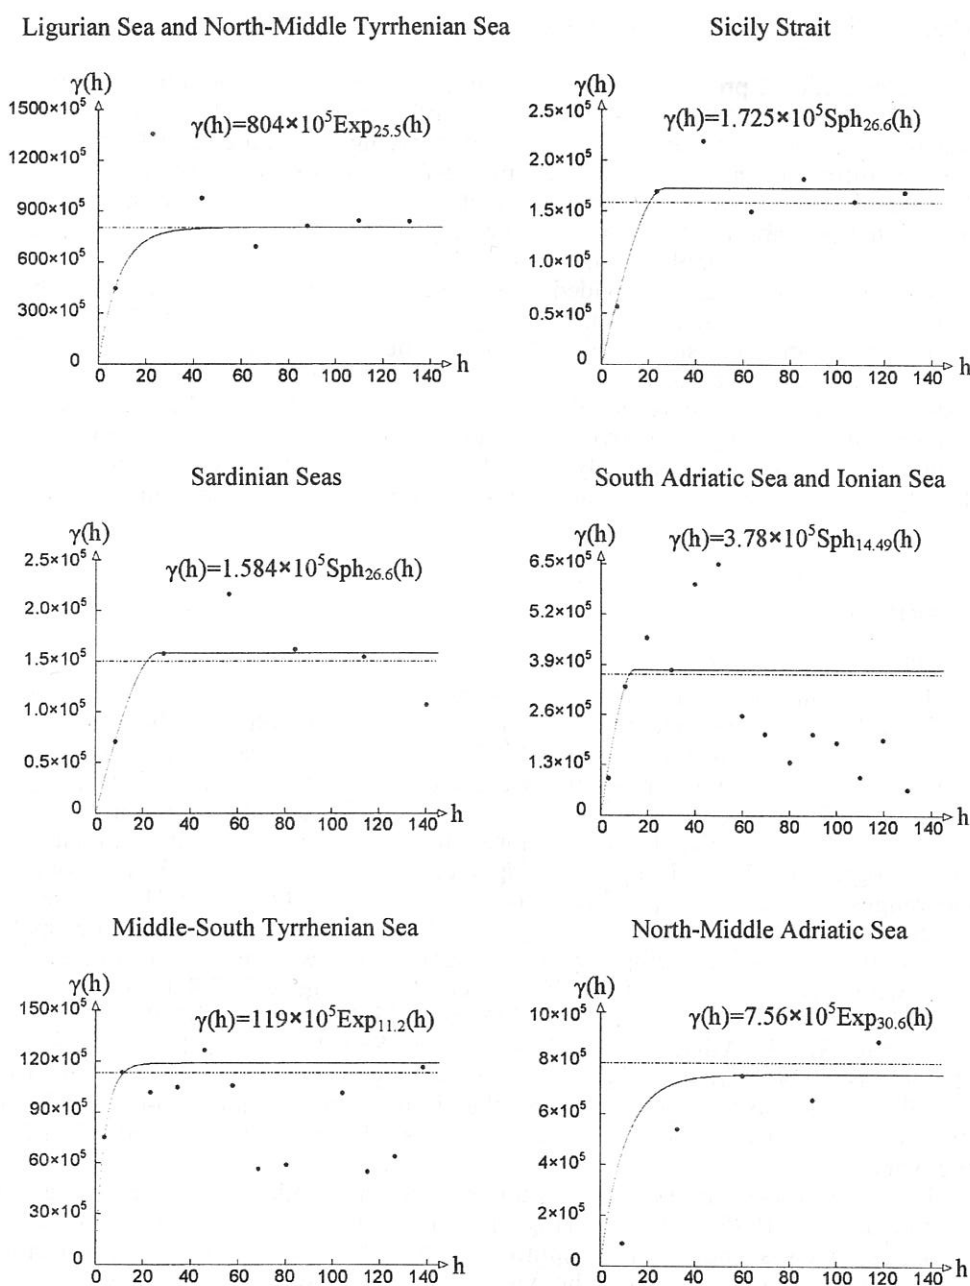 Ligurian Sea and North-Middle Tyrrhenian Sea
γ(h)
γ(h)=804×10⁵Exp₂₅.₅(h)
1500×10⁵
1200×10⁵
900×10⁵
600×10⁵
300×10⁵
0
0 20 40 60 80 100 120 140 h
Sicily Strait
γ(h)
γ(h)=1.725×10⁵Sph₂₆.₆(h)
2.5×10⁵
2.0×10⁵
1.5×10⁵
1.0×10⁵
0.5×10⁵
0
0 20 40 60 80 100 120 140 h
Sardinian Seas
γ(h)
γ(h)=1.584×10⁵Sph₂₆.₆(h)
2.5×10⁵
2.0×10⁵
1.5×10⁵
1.0×10⁵
0.5×10⁵
0
0 20 40 60 80 100 120 140 h
South Adriatic Sea and Ionian Sea
γ(h)
γ(h)=3.78×10⁵Sph₁₄.₄₉(h)
6.5×10⁵
5.2×10⁵
3.9×10⁵
2.6×10⁵
1.3×10⁵
0
0 20 40 60 80 100 120 140 h
Middle-South Tyrrhenian Sea
γ(h)
γ(h)=119×10⁵Exp₁₁.₂(h)
150×10⁵
120×10⁵
90×10⁵
60×10⁵
30×10⁵
0
0 20 40 60 80 100 120 140 h
North-Middle Adriatic Sea
γ(h)
γ(h)=7.56×10⁵Exp₃₀.₆(h)
10×10⁵
8×10⁵
6×10⁵
4×10⁵
2×10⁵
0
0 20 40 60 80 100 120 140 h